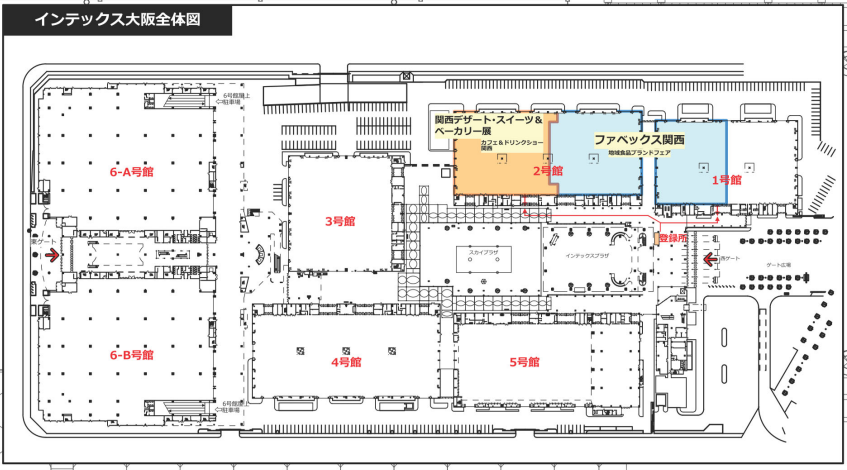 インテックス大阪全体図
6号館屋上
⇦駐車場
関西デザート・スイーツ&
ベーカリー展
カフェ&ドリンクショー
関西
ファベックス関西
地域食品ブランドフェア
2号館
1号館
6-A号館
3号館
登録所
東ゲート
スカイプラザ
インテックスプラザ
西ゲート
ゲート広場
6-B号館
4号館
5号館
6号館屋上
⇦駐車場